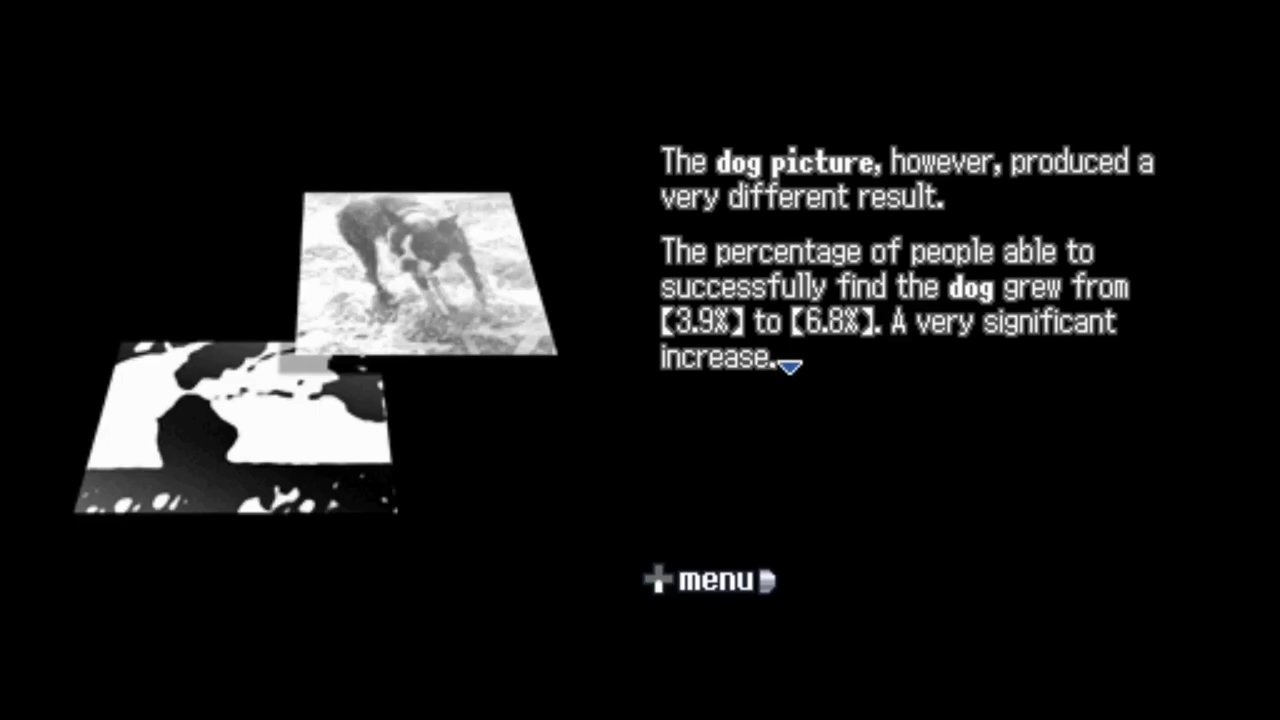 The dog picture, however, produced a
very different result.
The percentage of people able to
successfully find the dog grew from
【3.9%】 to 【6.8%】. A very significant
increase.
menu